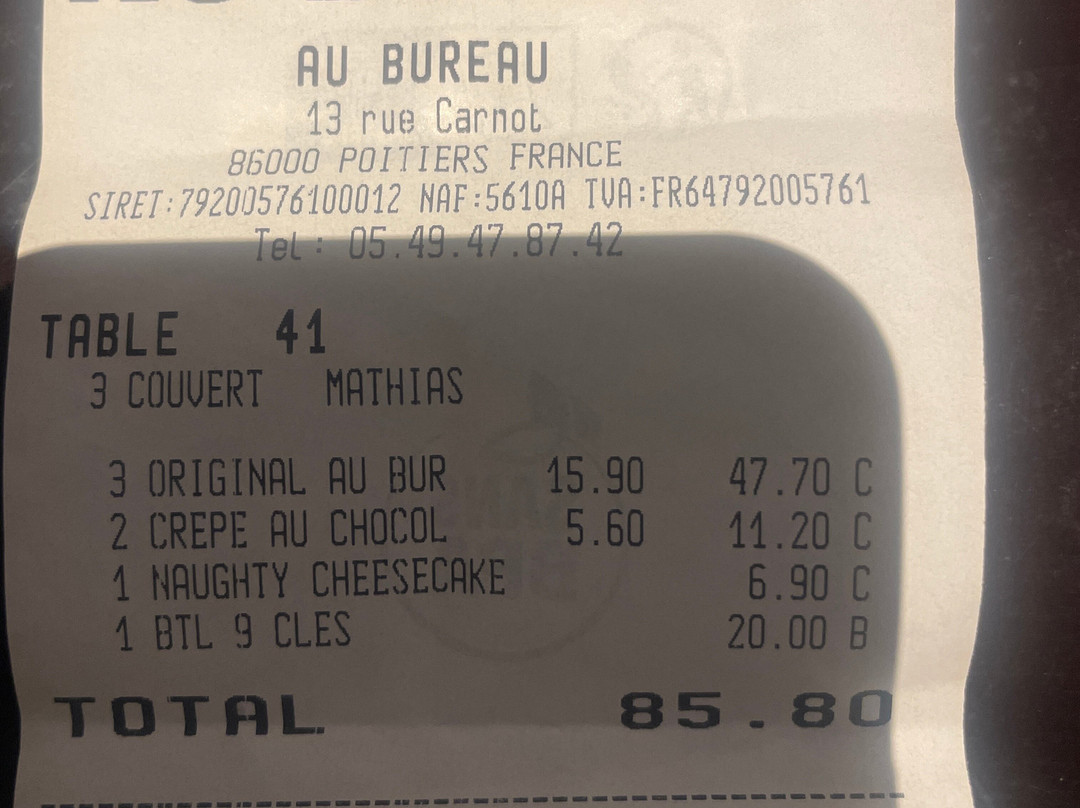 AU BUREAU
13 rue Carnot
86000 POITIERS FRANCE
SIRET:79200576100012 NAF:5610A TVA:FR64792005761
Tel: 05.49.47.87.42
TABLE 41
3 COUVERT MATHIAS
3 ORIGINAL AU BUR 15.90 47.70 C
2 CREPE AU CHOCOL 5.60 11.20 C
1 NAUGHTY CHEESECAKE 6.90 C
1 BTL 9 CLES 20.00 B
TOTAL 85.80